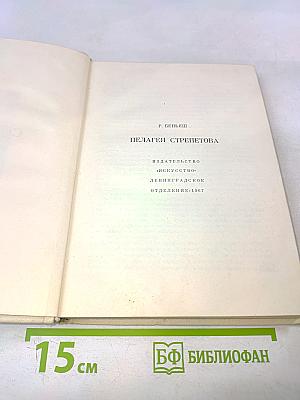 Р. БЕНЬЯШ
ПЕЛАГЕЯ СТРЕПЕТОВА
ИЗДАТЕЛЬСТВО
«ИСКУССТВО»
ЛЕНИНГРАДСКОЕ
ОТДЕЛЕНИЕ·1967
15 см
БФ БИБЛИОФАН